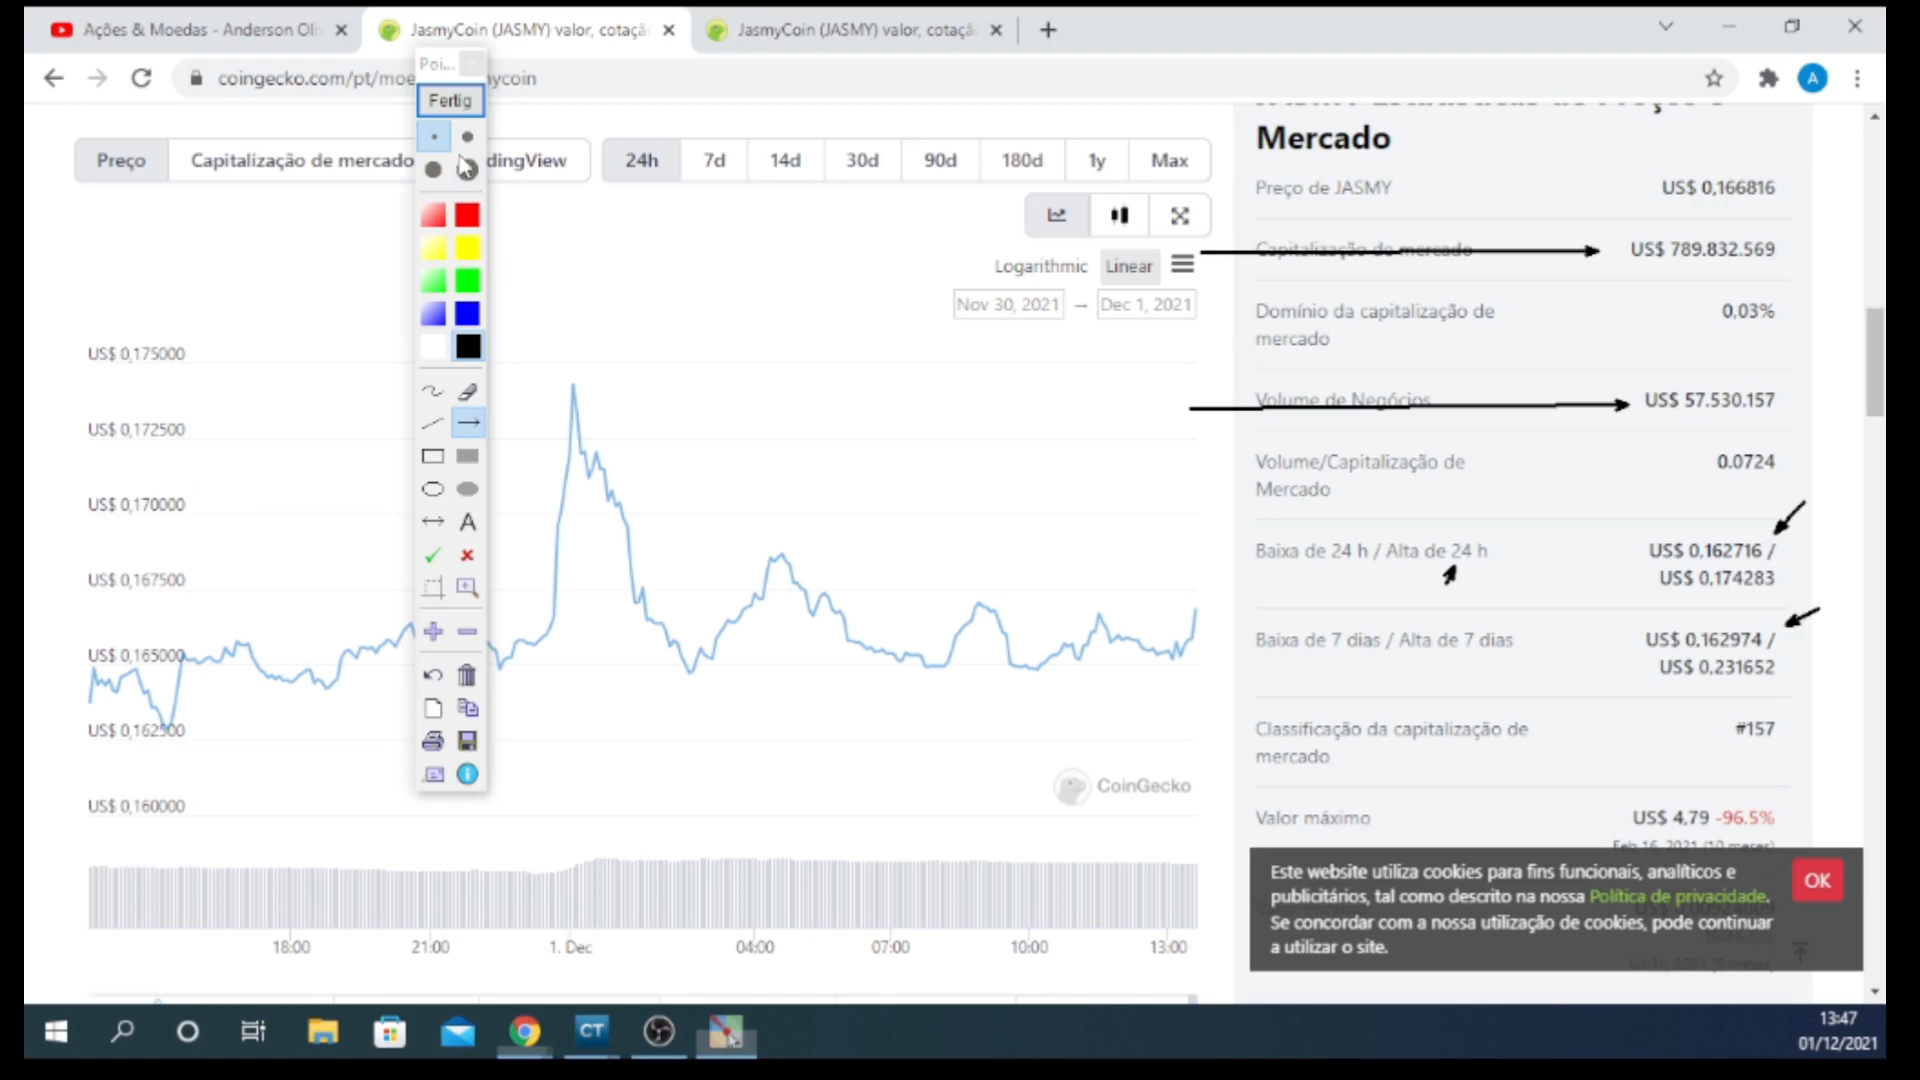 Ações & Moedas - Anderson Oli
JasmyCoin (JASMY) valor, cotaçã
JasmyCoin (JASMY) valor, cotaçã
coingecko.com/pt/moe
ycoin
A
Poi...
Fertig
Preço
Capitalização de mercado
dingView
24h
7d
14d
30d
90d
180d
1y
Max
Logarithmic
Linear
Nov 30, 2021
→
Dec 1, 2021
US$ 0,175000
US$ 0,172500
US$ 0,170000
US$ 0,167500
US$ 0,165000
US$ 0,162500
US$ 0,160000
A
CoinGecko
18:00
21:00
1. Dec
04:00
07:00
10:00
13:00
Mercado
Preço de JASMY
US$ 0,166816
Capitalização de mercado
US$ 789.832.569
Domínio da capitalização de
mercado
0,03%
Volume de Negócios
US$ 57.530.157
Volume/Capitalização de
Mercado
0.0724
Baixa de 24 h / Alta de 24 h
US$ 0,162716 /
US$ 0,174283
Baixa de 7 dias / Alta de 7 dias
US$ 0,162974 /
US$ 0,231652
Classificação da capitalização de
mercado
#157
Valor máximo
US$ 4,79 -96.5%
Feb 16, 2021 (10 meses)
Este website utiliza cookies para fins funcionais, analíticos e
publicitários, tal como descrito na nossa Política de privacidade.
Se concordar com a nossa utilização de cookies, pode continuar
a utilizar o site.
OK
CT
13:47
01/12/2021